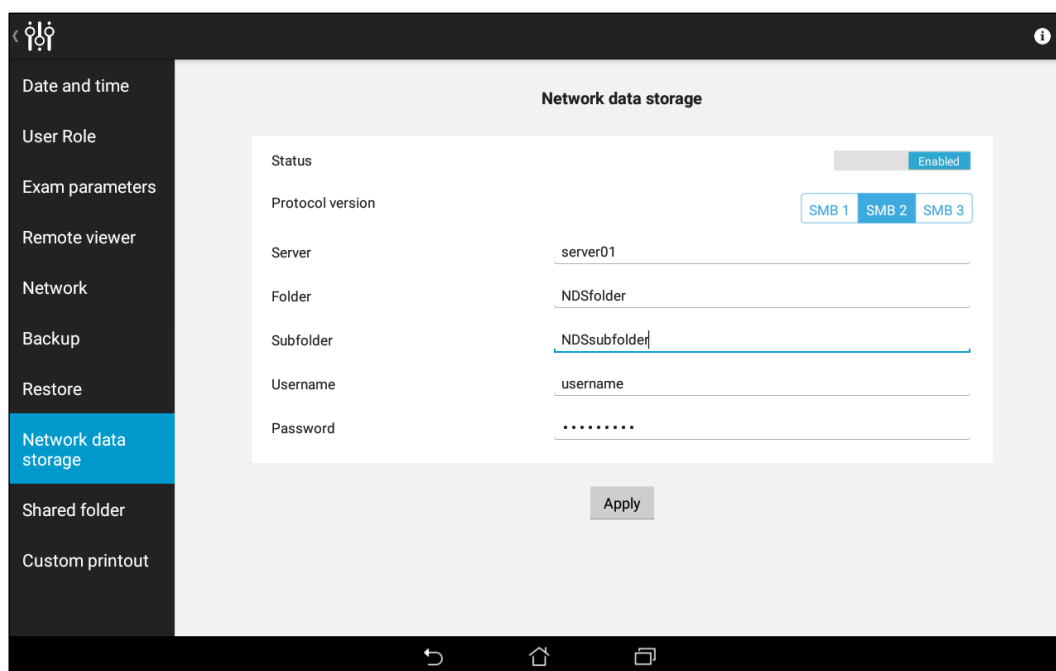 Date and time
User Role
Exam parameters
Remote viewer
Network
Backup
Restore
Network data
storage
Shared folder
Custom printout
Network data storage
Status
Enabled
Protocol version
SMB 1 SMB 2 SMB 3
Server
server01
Folder
NDSfolder
Subfolder
NDSsubfolder
Username
username
Password
•••••••••
Apply